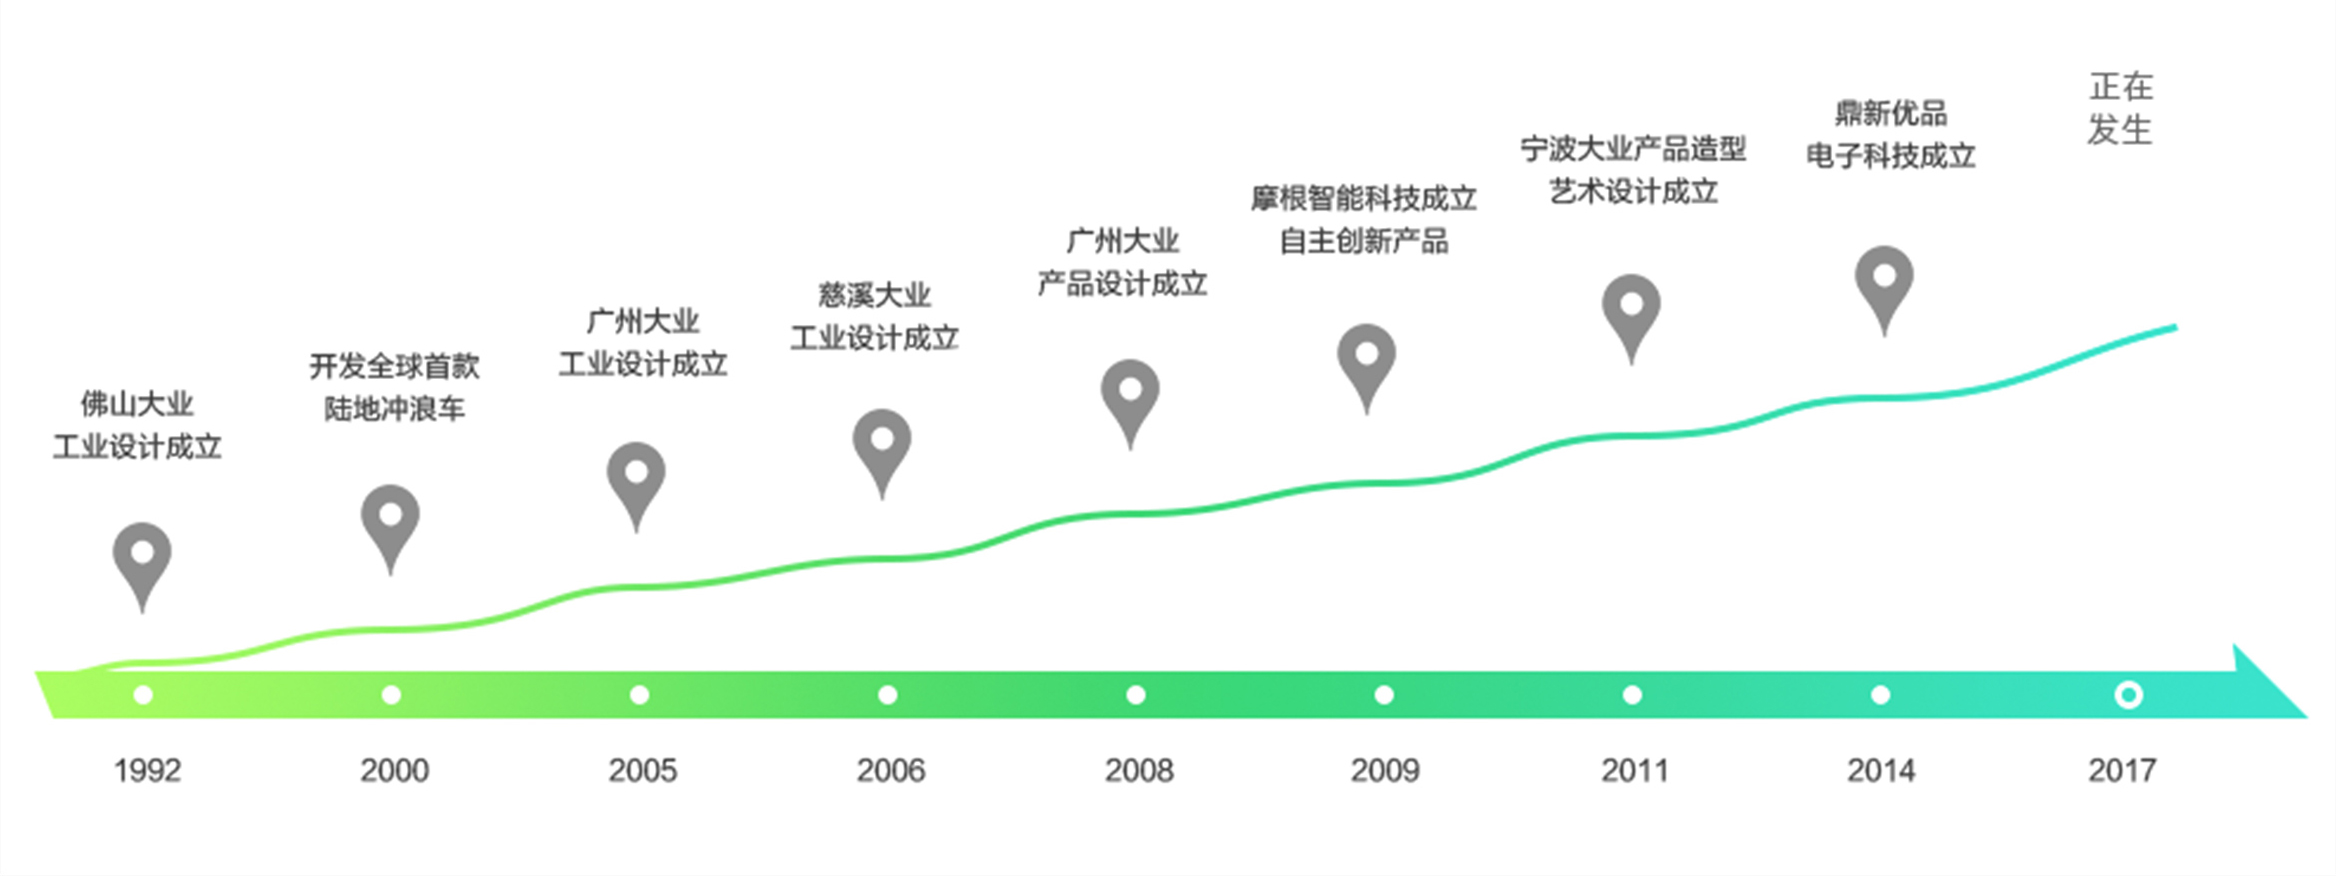 佛山大业
工业设计成立
开发全球首款
陆地冲浪车
广州大业
工业设计成立
慈溪大业
工业设计成立
广州大业
产品设计成立
摩根智能科技成立
自主创新产品
宁波大业产品造型
艺术设计成立
鼎新优品
电子科技成立
正在
发生
1992
2000
2005
2006
2008
2009
2011
2014
2017